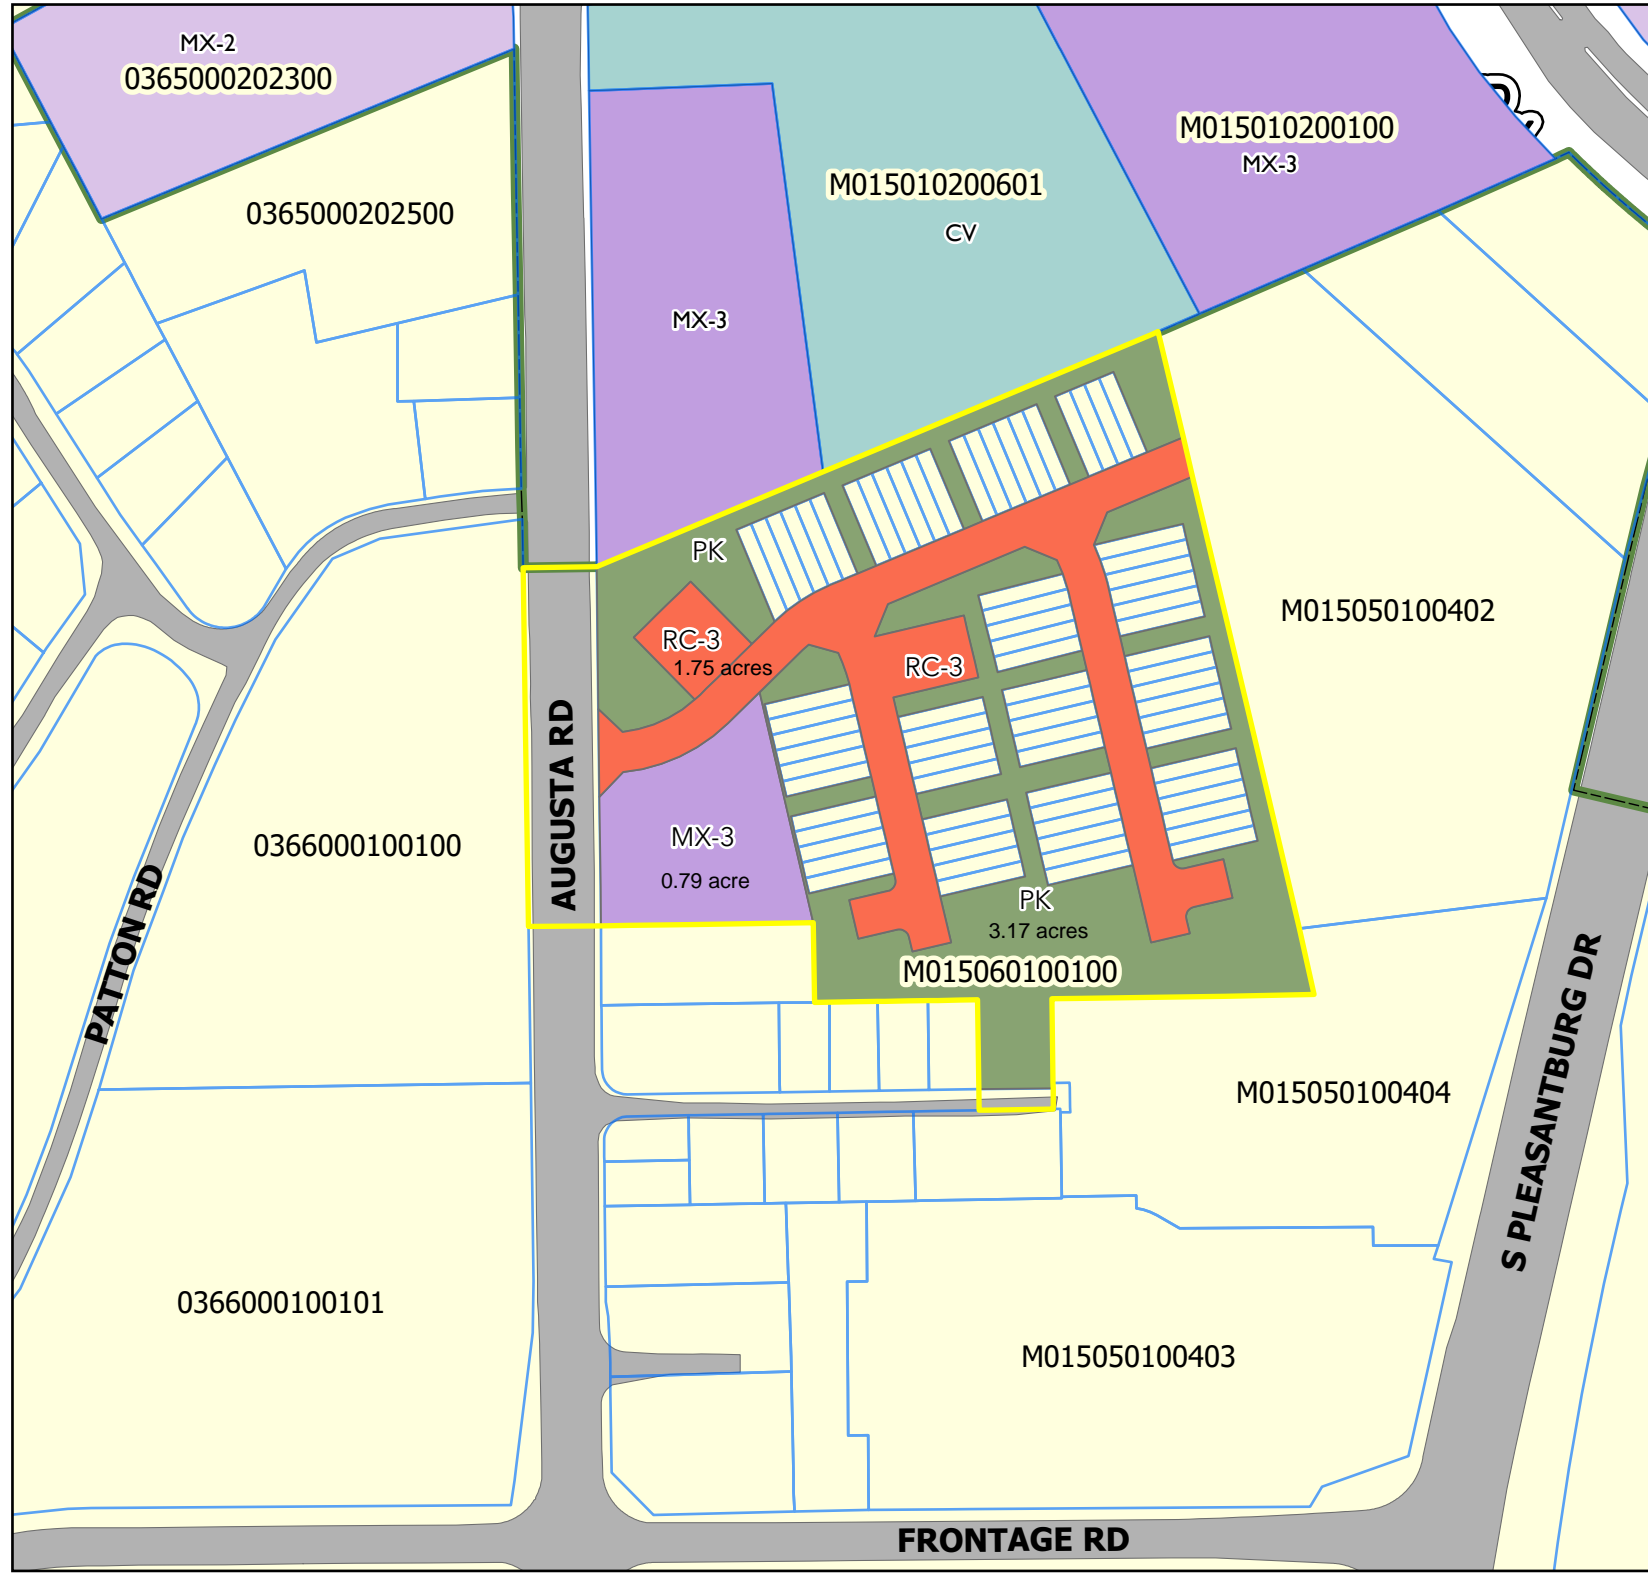 MX-2
0365000202300
M015010200100
MX-3
M015010200601
CV
0365000202500
MX-3
PK
M015050100402
RC-3
1.75 acres
RC-3
AUGUSTA RD
MX-3
0.79 acre
0366000100100
PATTON RD
PK
3.17 acres
M015060100100
S PLEASANTBURG DR
M015050100404
0366000100101
M015050100403
FRONTAGE RD